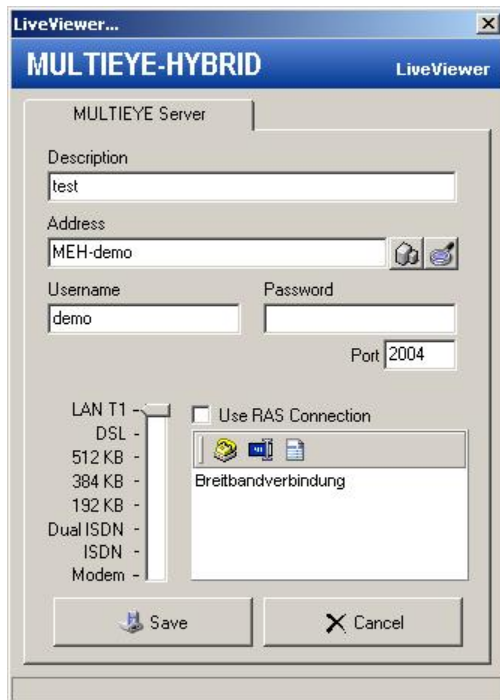 LiveViewer...
MULTIEYE-HYBRID LiveViewer
MULTIEYE Server
Description
test
Address
MEH-demo
Username Password
demo
Port 2004
LAN T1 -
DSL -
512 KB -
384 KB -
192 KB -
Dual ISDN -
ISDN -
Modem -
Use RAS Connection
Breitbandverbindung
Save Cancel